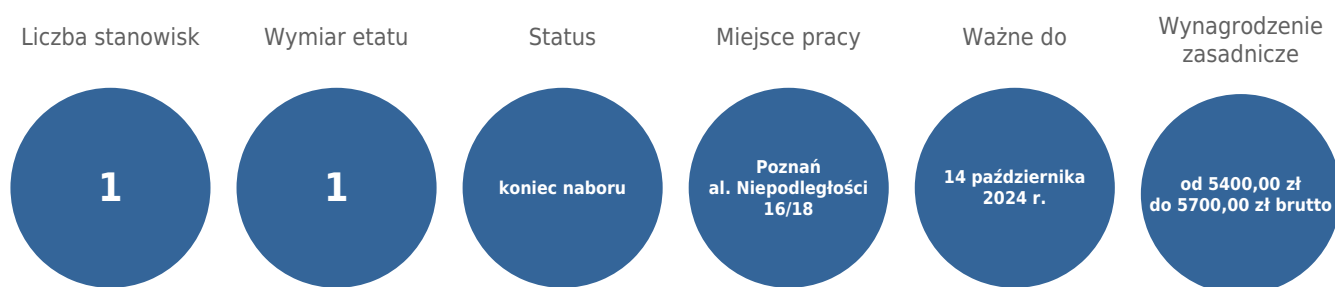 Liczba stanowisk
1
Wymiar etatu
1
Status
koniec naboru
Miejsce pracy
Poznań
al. Niepodległości
16/18
Ważne do
14 października
2024 r.
Wynagrodzenie
zasadnicze
od 5400,00 zł
do 5700,00 zł brutto